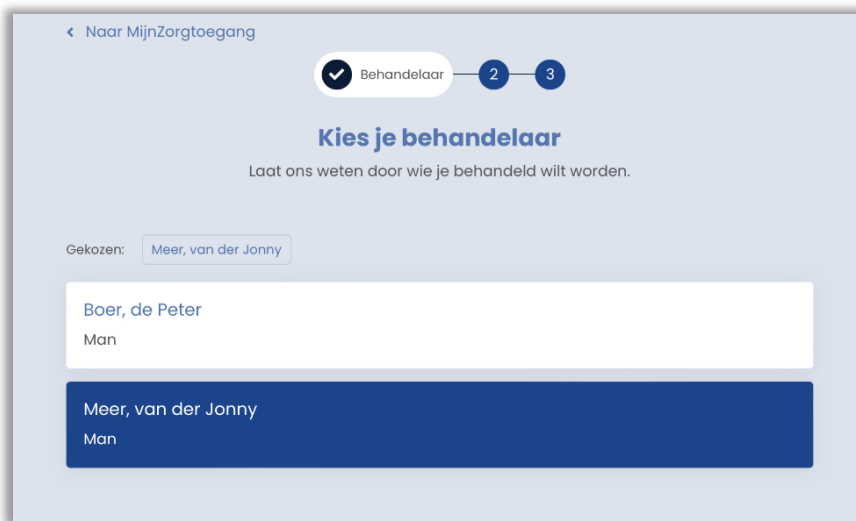 Naar MijnZorgtoegang
Behandelaar 2 3
Kies je behandelaar
Laat ons weten door wie je behandeld wilt worden.
Gekozen: Meer, van der Jonny
Boer, de Peter
Man
Meer, van der Jonny
Man